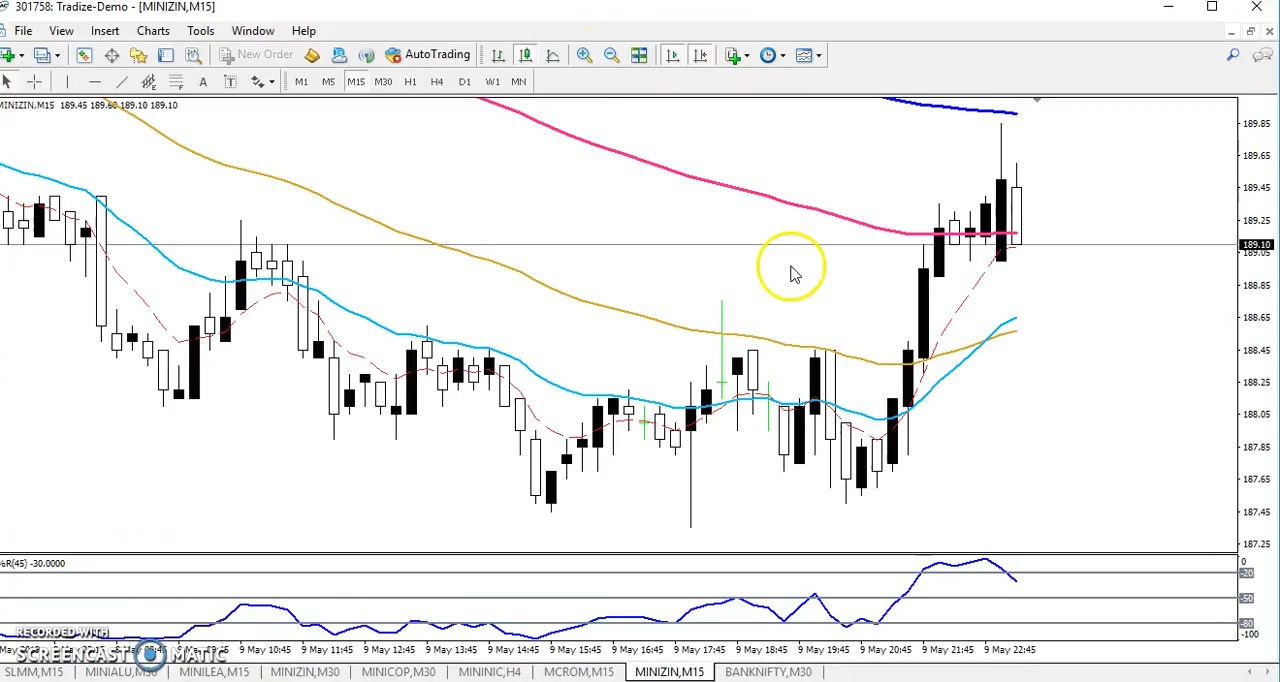 301758: Tradize-Demo - [MINIZIN,M15]
File View Insert Charts Tools Window Help
New Order AutoTrading
A T M1 M5 M15 M30 H1 H4 D1 W1 MN
MINIZIN,M15 189.45 189.60 189.10 189.10
189.85
189.65
189.45
189.25
189.10
189.05
188.85
188.65
188.45
188.25
188.05
187.85
187.65
187.45
187.25
%R(45) -30.0000
0
-20
-50
-80
-100
RECORDED WITH
SCREENCAST MATIC
9 May 10:45 9 May 11:45 9 May 12:45 9 May 13:45 9 May 14:45 9 May 15:45 9 May 16:45 9 May 17:45 9 May 18:45 9 May 19:45 9 May 20:45 9 May 21:45 9 May 22:45
SLMM,M15 MINIALU,M30 MINILEA,M15 MINIZIN,M30 MINICOP,M30 MININIC,H4 MCROM,M15 MINIZIN,M15 BANKNIFTY,M30